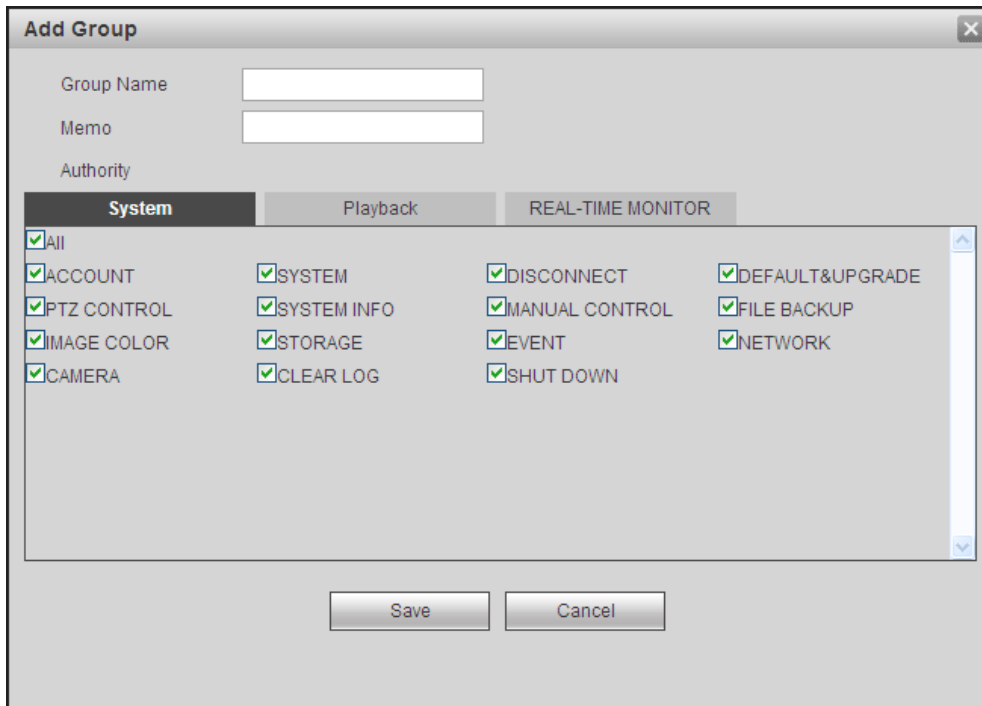 Add Group
Group Name
Memo
Authority
System Playback REAL-TIME MONITOR
All
ACCOUNT SYSTEM DISCONNECT DEFAULT&UPGRADE
PTZ CONTROL SYSTEM INFO MANUAL CONTROL FILE BACKUP
IMAGE COLOR STORAGE EVENT NETWORK
CAMERA CLEAR LOG SHUT DOWN
Save Cancel